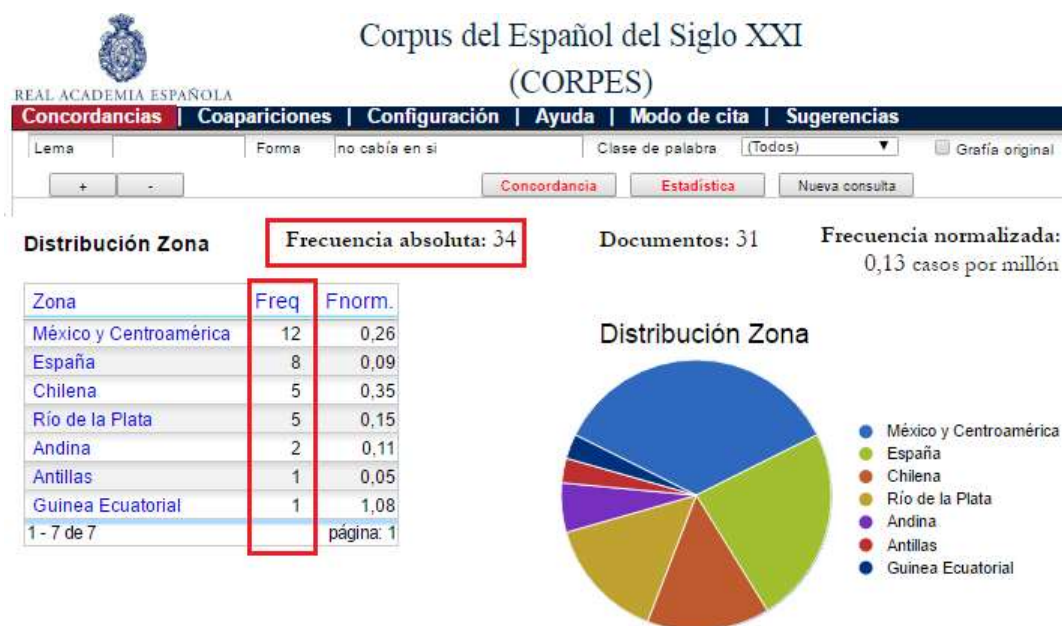 Corpus del Español del Siglo XXI
(CORPES)
REAL ACADEMIA ESPAÑOLA
Concordancias | Coapariciones | Configuración | Ayuda | Modo de cita | Sugerencias
Lema Forma no cabía en si Clase de palabra (Todos) Grafía original
+ - Concordancia Estadística Nueva consulta
Distribución Zona Frecuencia absoluta: 34 Documentos: 31 Frecuencia normalizada:
0,13 casos por millón
Zona Freq Fnorm.
México y Centroamérica 12 0,26
España 8 0,09
Chilena 5 0,35
Río de la Plata 5 0,15
Andina 2 0,11
Antillas 1 0,05
Guinea Ecuatorial 1 1,08
1 - 7 de 7 página: 1
Distribución Zona
México y Centroamérica
España
Chilena
Río de la Plata
Andina
Antillas
Guinea Ecuatorial